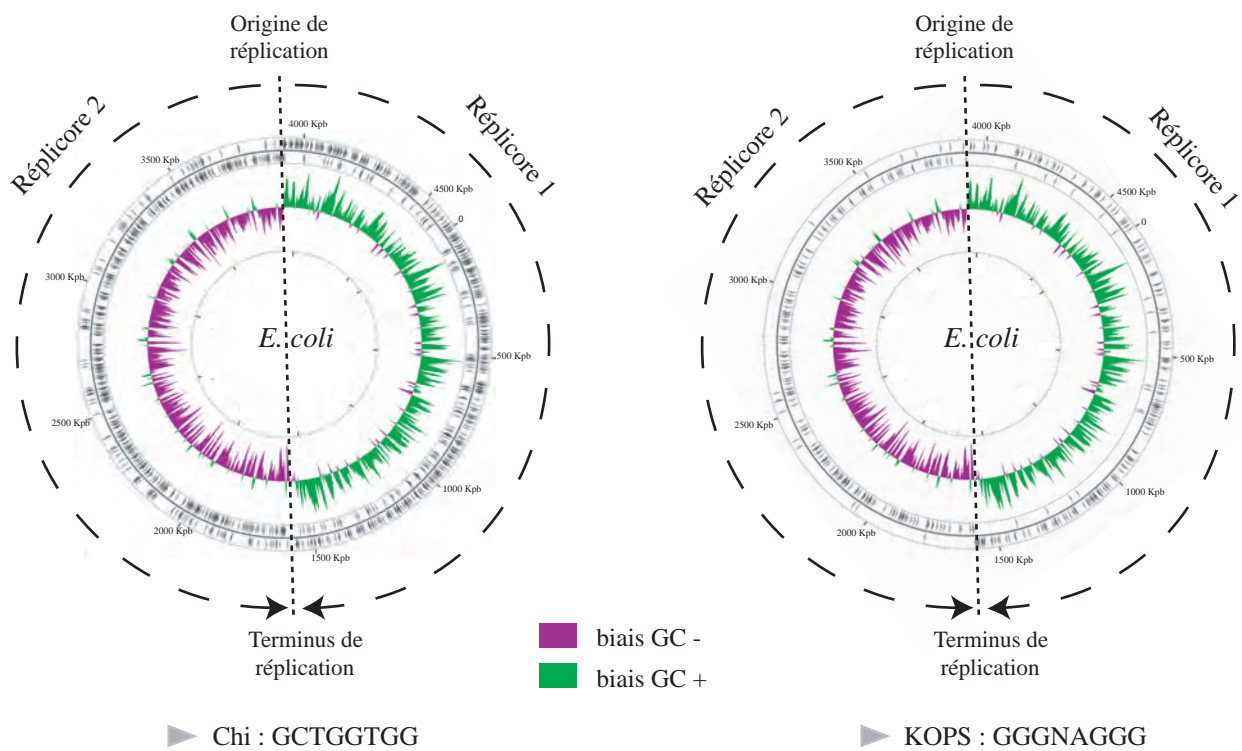 Origine de
réplication
Réplicore 2
Réplicore 1
4000 Kpb
3500 Kpb
4500 Kpb
0
3000 Kpb
E. coli
500 Kpb
2500 Kpb
1000 Kpb
2000 Kpb
1500 Kpb
Terminus de
réplication
Chi : GCTGGTGG
Origine de
réplication
Réplicore 2
Réplicore 1
4000 Kpb
3500 Kpb
4500 Kpb
0
3000 Kpb
E. coli
500 Kpb
2500 Kpb
1000 Kpb
2000 Kpb
1500 Kpb
Terminus de
réplication
biais GC -
biais GC +
KOPS : GGGNAGGG